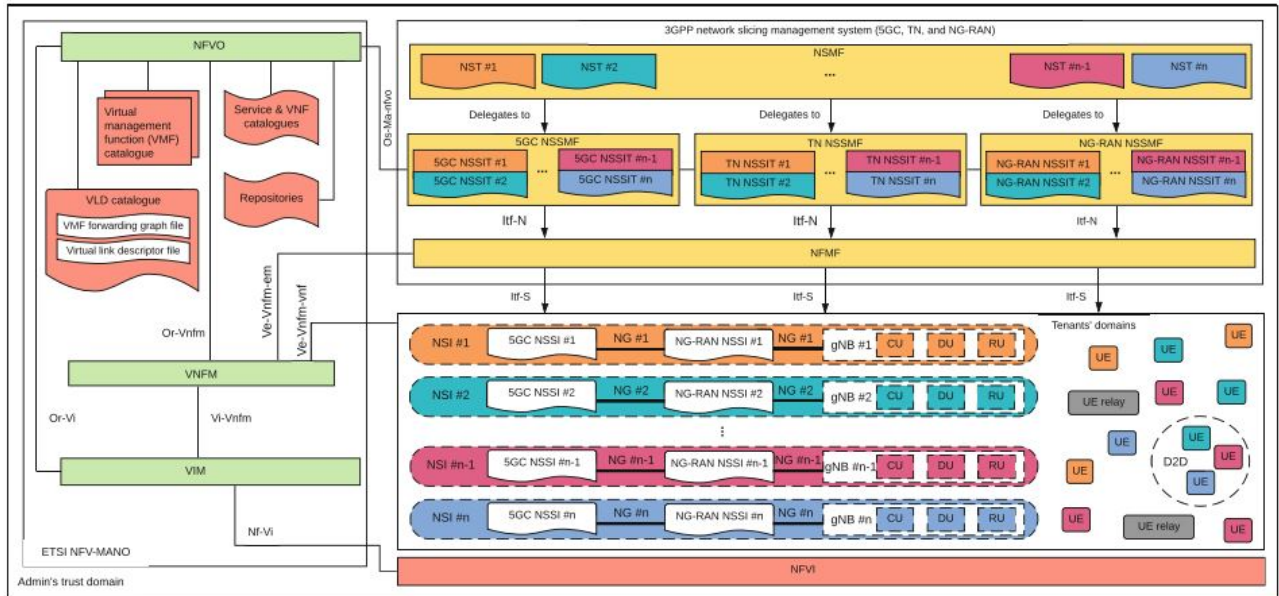 3GPP network slicing management system (5GC, TN, and NG-RAN)
NFVO
NSMF
NST #1
NST #2
...
NST #n-1
NST #n
Virtual
management
function (VMF)
catalogue
Service & VNF
catalogues
Os-Ma-nfvo
Delegates to
Delegates to
Delegates to
5GC NSSMF
5GC NSSIT #1
5GC NSSIT #2
...
5GC NSSIT #n-1
5GC NSSIT #n
TN NSSMF
TN NSSIT #1
TN NSSIT #2
...
TN NSSIT #n-1
TN NSSIT #n
NG-RAN NSSMF
NG-RAN NSSIT #1
NG-RAN NSSIT #2
...
NG-RAN NSSIT #n-1
NG-RAN NSSIT #n
VLD catalogue
VMF forwarding graph file
Virtual link descriptor file
Repositories
Itf-N
Itf-N
Itf-N
NFMF
Ve-Vnfm-em
Ve-Vnfm-vnf
Itf-S
Itf-S
Itf-S
Or-Vnfm
VNFM
Or-Vi
Vi-Vnfm
VIM
Nf-Vi
ETSI NFV-MANO
Admin's trust domain
NSI #1
5GC NSSI #1
NG #1
NG-RAN NSSI #1
NG #1
gNB #1
CU
DU
RU
NSI #2
5GC NSSI #2
NG #2
NG-RAN NSSI #2
NG #2
gNB #2
CU
DU
RU
...
NSI #n-1
5GC NSSI #n-1
NG #n-1
NG-RAN NSSI #n-1
NG #n-1
gNB #n-1
CU
DU
RU
NSI #n
5GC NSSI #n
NG #n
NG-RAN NSSI #n
NG #n
gNB #n
CU
DU
RU
Tenants' domains
UE
UE
UE
UE relay
UE
UE
UE
UE
D2D
UE
UE
UE
UE
UE relay
UE
NFVI